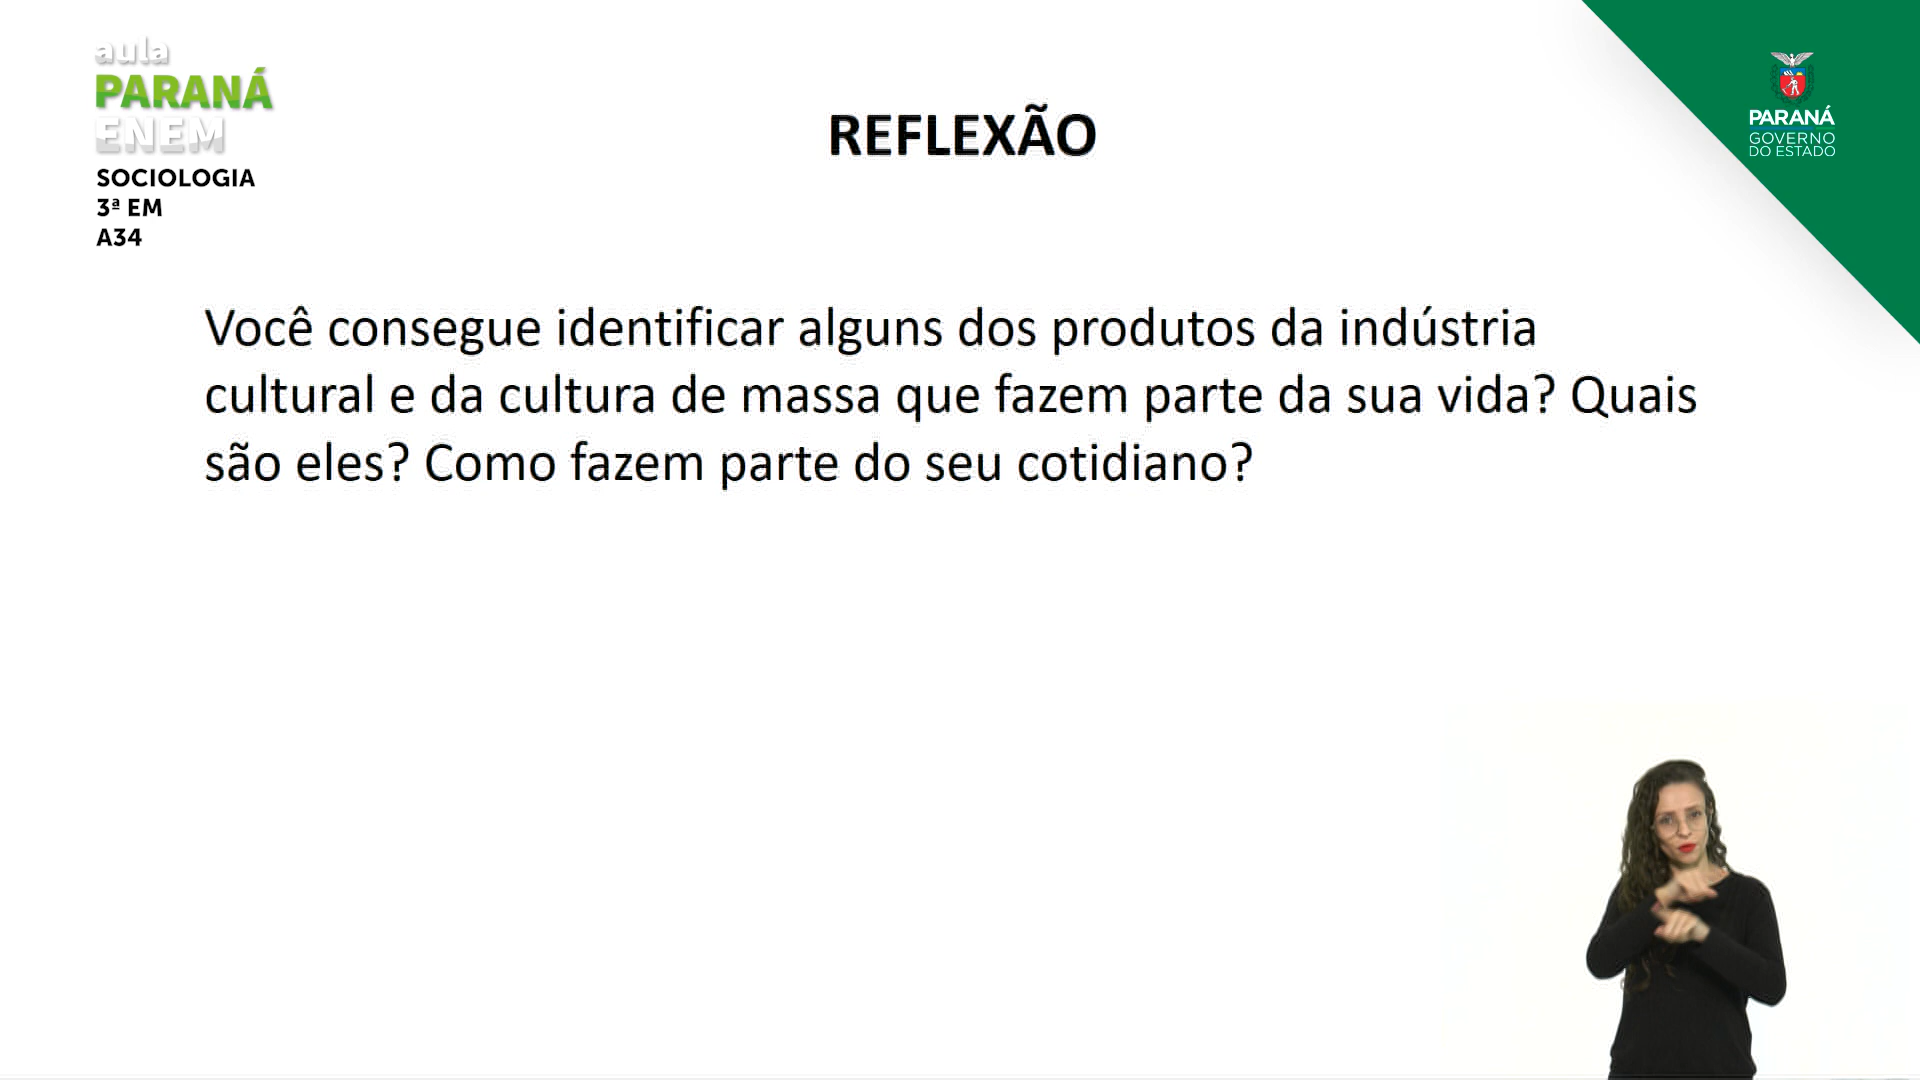 aula
PARANÁ
ENEM
SOCIOLOGIA
3ª EM
A34
REFLEXÃO
PARANÁ
GOVERNO
DO ESTADO
Você consegue identificar alguns dos produtos da indústria
cultural e da cultura de massa que fazem parte da sua vida? Quais
são eles? Como fazem parte do seu cotidiano?